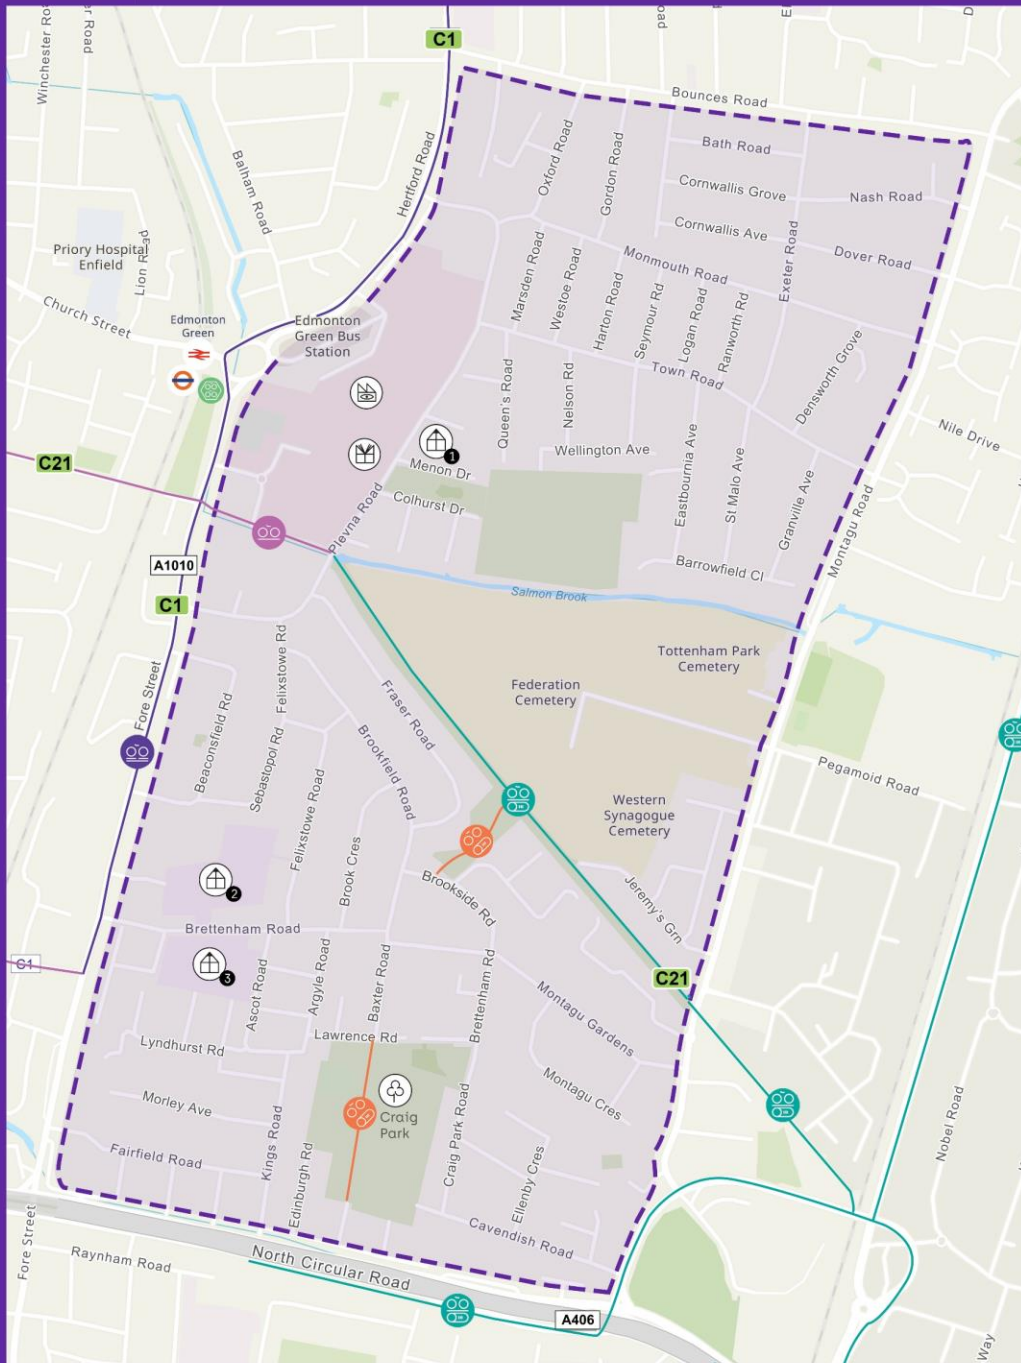 Winchester Road
C1
Bounces Road
Bath Road
Oxford Road
Gordon Road
Cornwallis Grove
Nash Road
Hertford Road
Balham Road
Cornwallis Ave
Dover Road
Exeter Road
Priory Hospital
Enfield
Lion Rd
Monmouth Road
Marsden Road
Westoe Road
Harton Road
Seymour Rd
Logan Road
Ranworth Rd
Church Street
Edmonton
Green
Edmonton
Green Bus
Station
Town Road
Densworth Grove
Queen's Road
Nelson Rd
Nile Drive
C21
1
Menon Dr
Wellington Ave
Colhurst Dr
Plevna Road
Eastbournia Ave
St Malo Ave
Granville Ave
Montagu Road
Barrowfield Cl
A1010
C1
Salmon Brook
Tottenham Park
Cemetery
Federation
Cemetery
Fore Street
Felixstowe Rd
Beaconsfield Rd
Sebastopol Rd
Fraser Road
Brookfield Road
Pegamoid Road
Felixstowe Road
Western
Synagogue
Cemetery
Brook Cres
2
Brookside Rd
Jeremy's Grn
Brettenham Road
C1
3
Ascot Road
Argyle Road
Baxter Road
Brettenham Rd
C21
Montagu Gardens
Lyndhurst Rd
Lawrence Rd
Montagu Cres
Morley Ave
Craig
Park
Kings Road
Craig Park Road
Nobel Road
Fairfield Road
Edinburgh Rd
Ellenby Cres
Cavendish Road
Fore Street
Raynham Road
North Circular Road
A406
Way